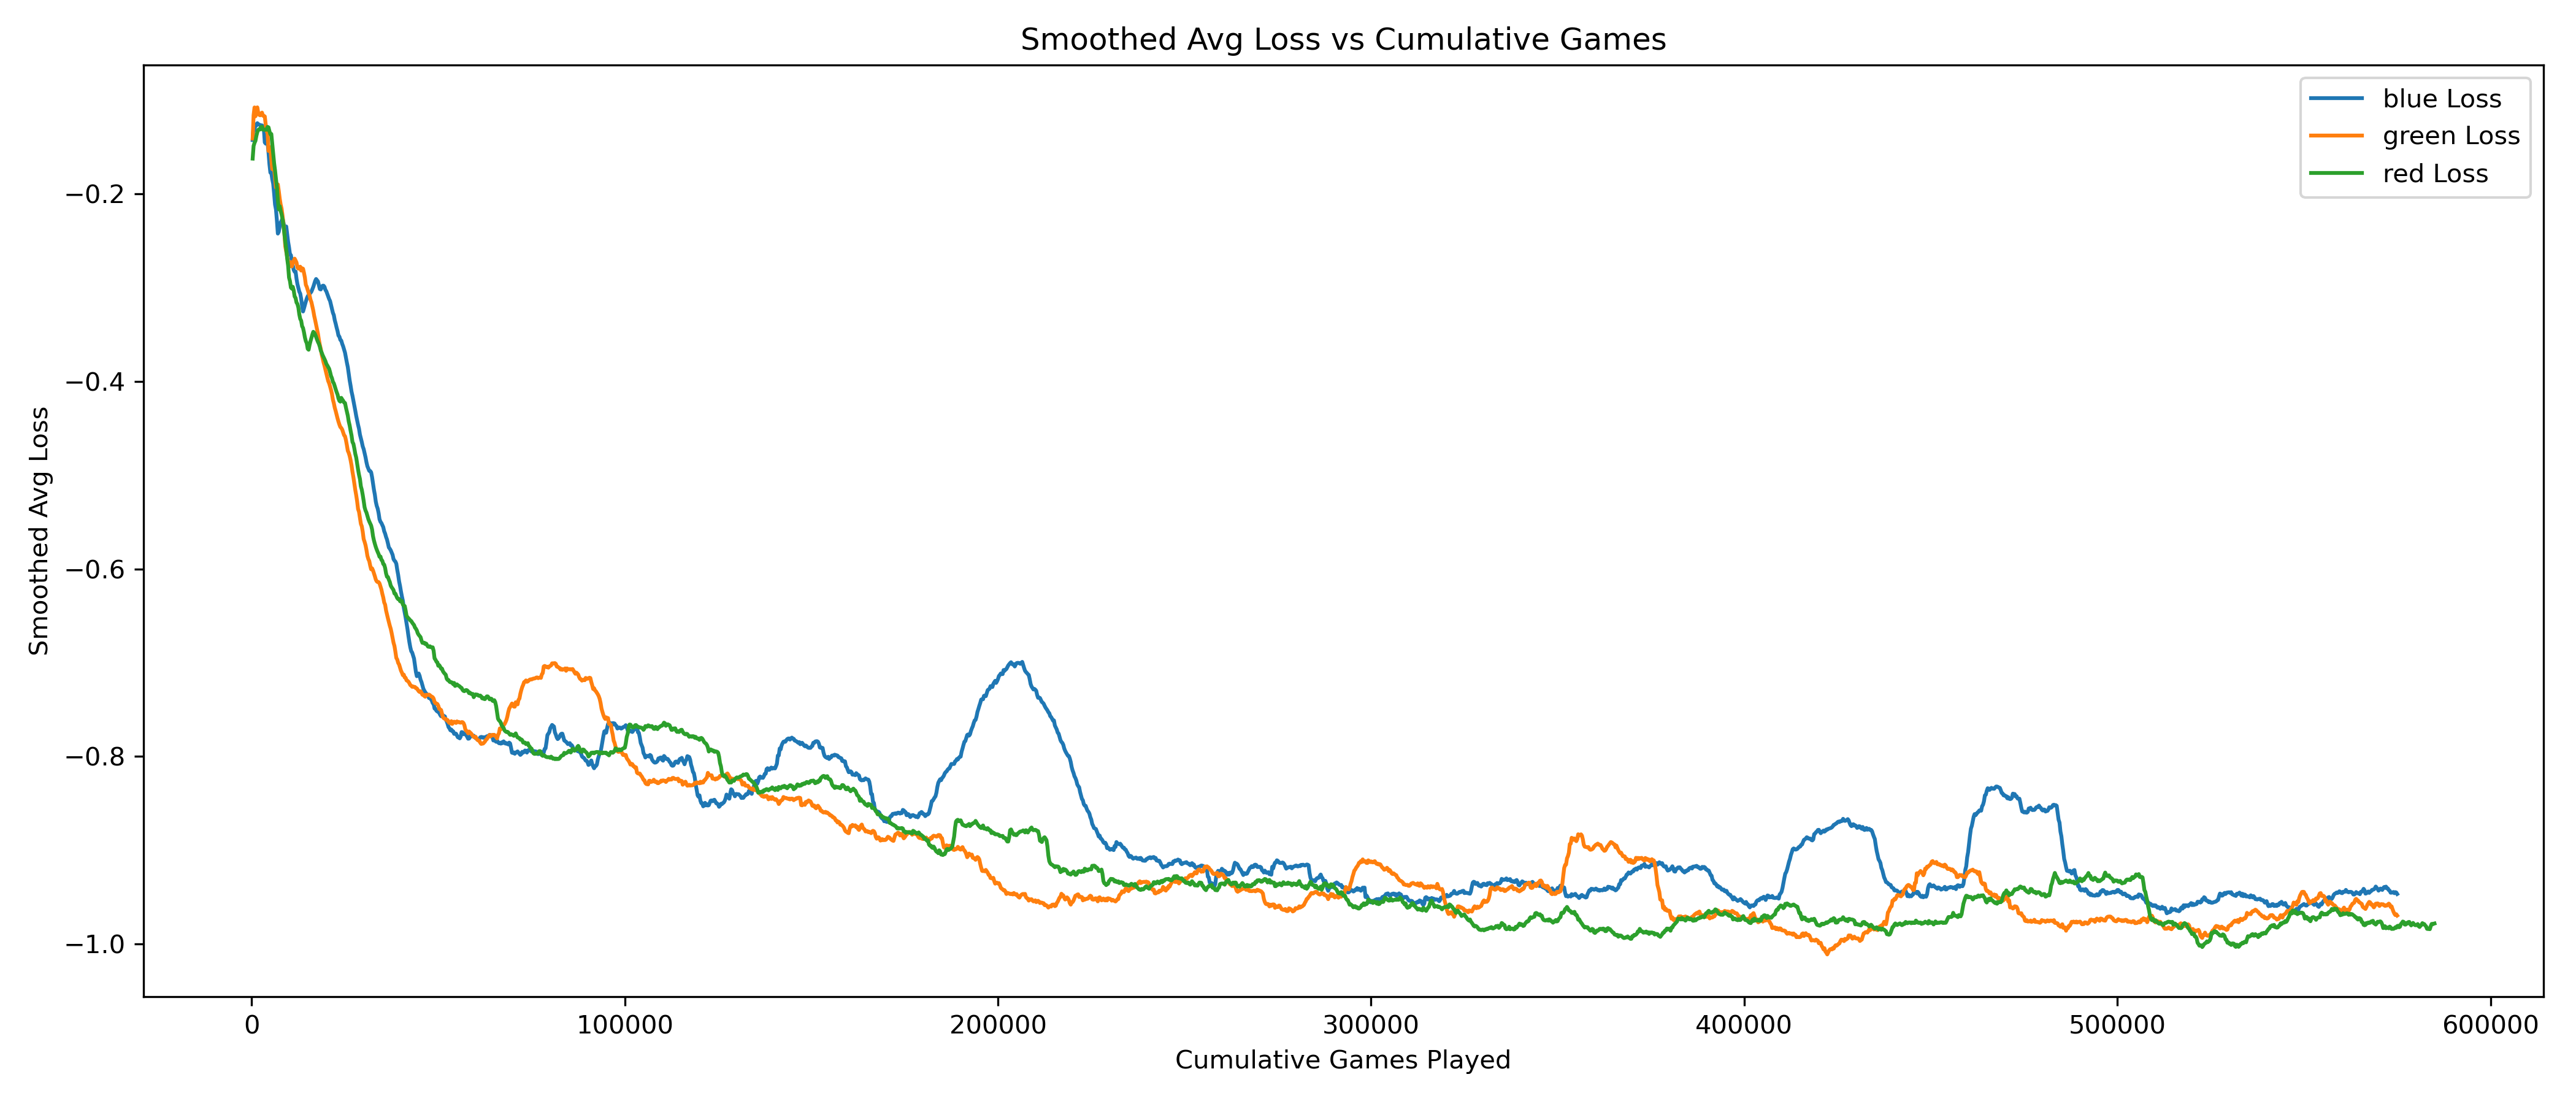 Smoothed Avg Loss vs Cumulative Games
blue Loss
green Loss
red Loss
Smoothed Avg Loss
−0.2
−0.4
−0.6
−0.8
−1.0
0
100000
200000
300000
400000
500000
600000
Cumulative Games Played